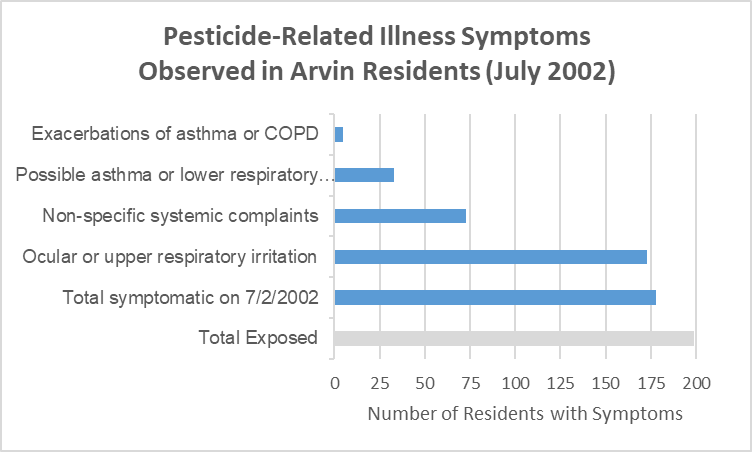 Pesticide-Related Illness Symptoms
Observed in Arvin Residents (July 2002)
Exacerbations of asthma or COPD
Possible asthma or lower respiratory…
Non-specific systemic complaints
Ocular or upper respiratory irritation
Total symptomatic on 7/2/2002
Total Exposed
0 25 50 75 100 125 150 175 200
Number of Residents with Symptoms